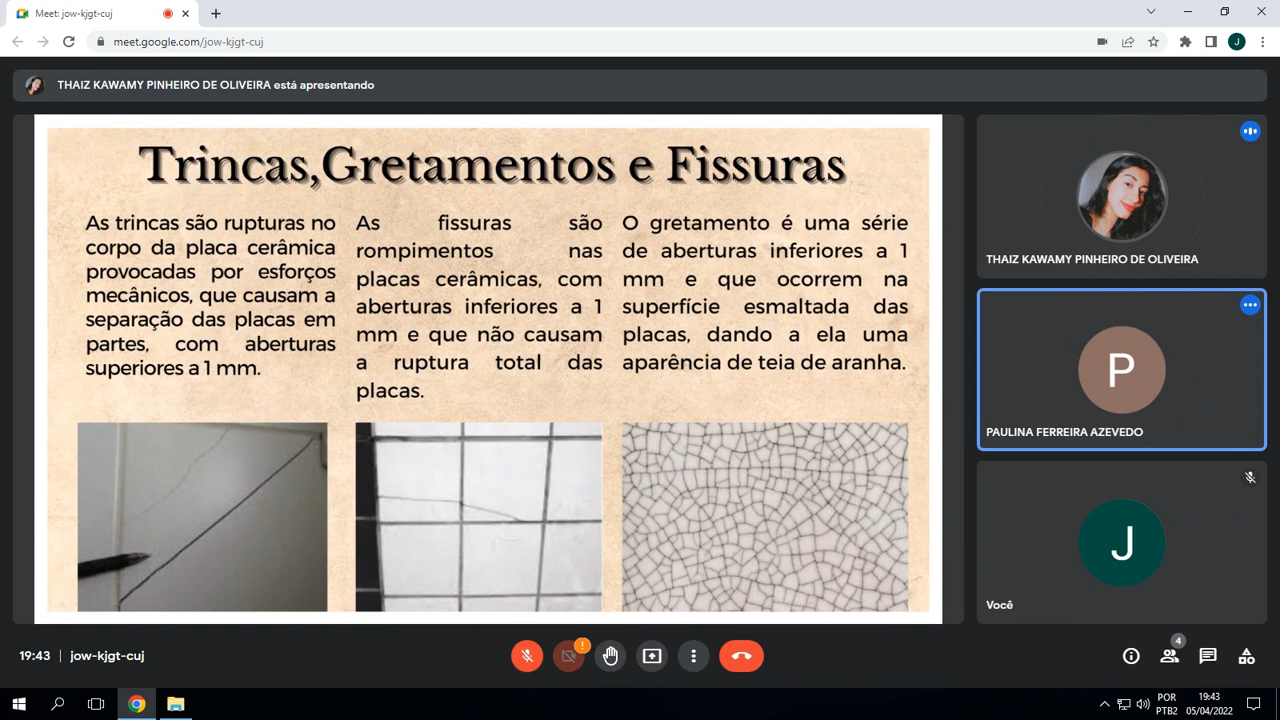 Meet: jow-kjgt-cuj
meet.google.com/jow-kjgt-cuj
J
THAIZ KAWAMY PINHEIRO DE OLIVEIRA está apresentando
Trincas,Gretamentos e Fissuras
As trincas são rupturas no
corpo da placa cerâmica
provocadas por esforços
mecânicos, que causam a
separação das placas em
partes, com aberturas
superiores a 1 mm.
As fissuras são
rompimentos nas
placas cerâmicas, com
aberturas inferiores a 1
mm e que não causam
a ruptura total das
placas.
O gretamento é uma série
de aberturas inferiores a 1
mm e que ocorrem na
superfície esmaltada das
placas, dando a ela uma
aparência de teia de aranha.
THAIZ KAWAMY PINHEIRO DE OLIVEIRA
P
PAULINA FERREIRA AZEVEDO
J
Você
19:43 | jow-kjgt-cuj
!
4
POR
PTB2
19:43
05/04/2022